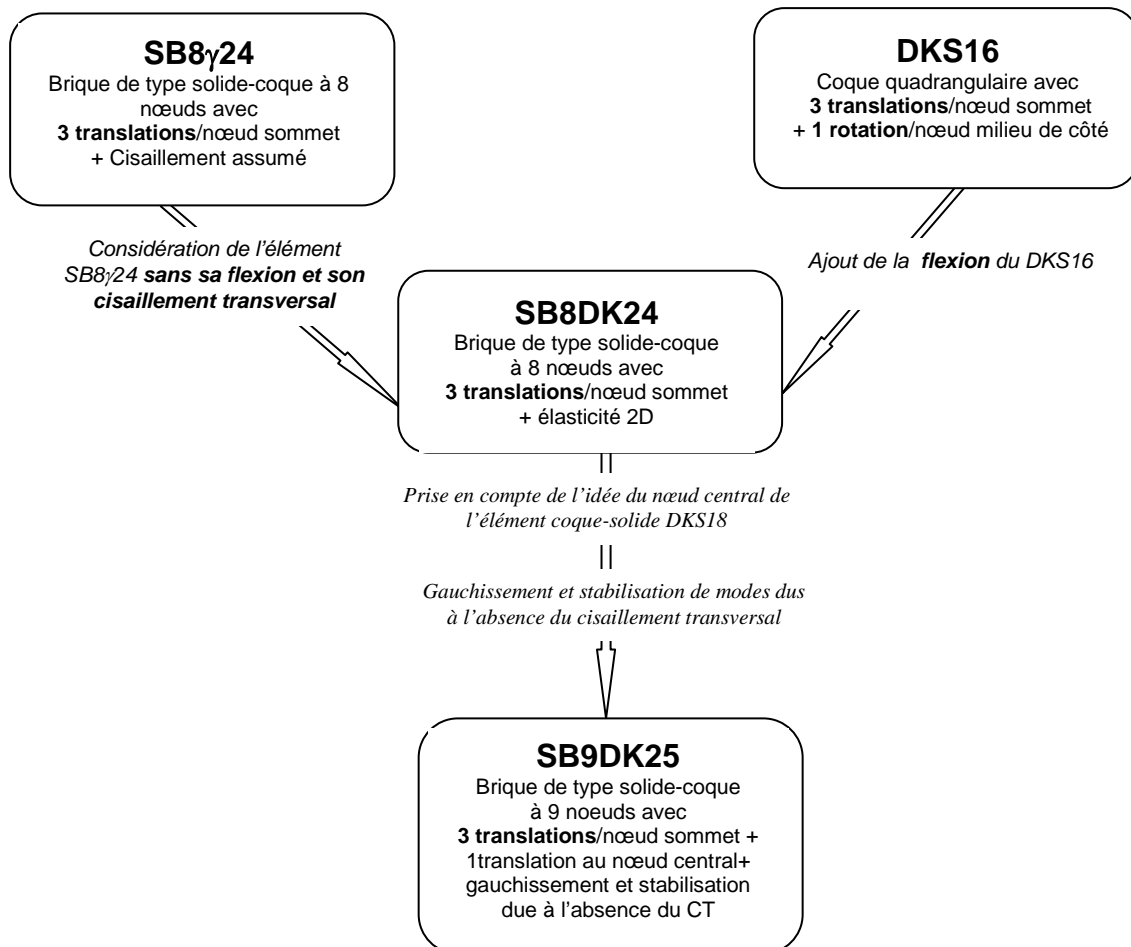 SB8γ24
Brique de type solide-coque à 8
nœuds avec
3 translations/nœud sommet
+ Cisaillement assumé
DKS16
Coque quadrangulaire avec
3 translations/nœud sommet
+ 1 rotation/nœud milieu de côté
Considération de l'élément
SB8γ24 sans sa flexion et son
cisaillement transversal
Ajout de la flexion du DKS16
SB8DK24
Brique de type solide-coque
à 8 nœuds avec
3 translations/nœud sommet
+ élasticité 2D
Prise en compte de l'idée du nœud central de
l'élément coque-solide DKS18
Gauchissement et stabilisation de modes dus
à l'absence du cisaillement transversal
SB9DK25
Brique de type solide-coque
à 9 noeuds avec
3 translations/nœud sommet +
1translation au nœud central+
gauchissement et stabilisation
due à l'absence du CT